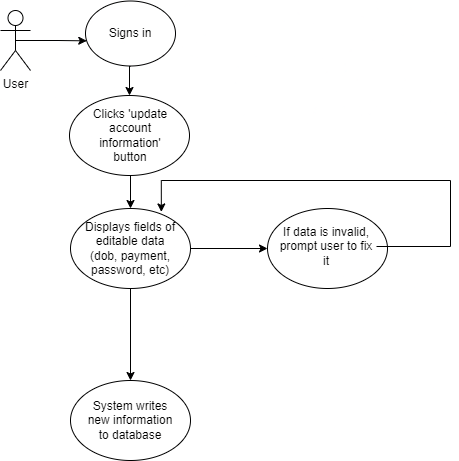 Signs in
User
Clicks 'update
account
information'
button
Displays fields of
editable data
(dob, payment,
password, etc)
If data is invalid,
prompt user to fix
it
System writes
new information
to database